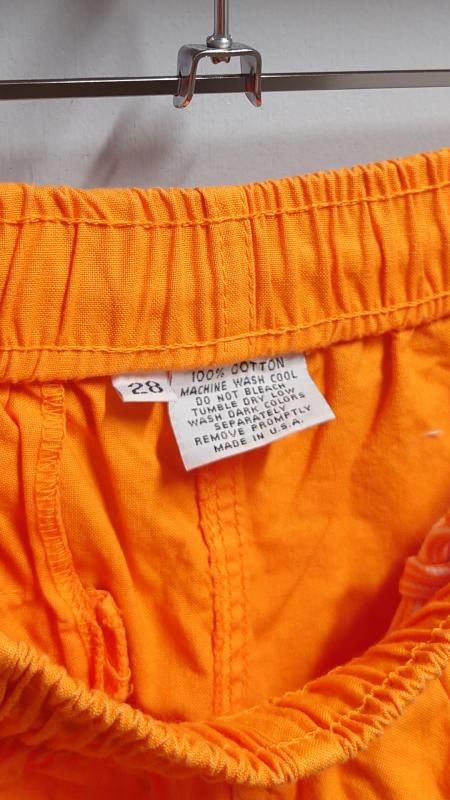 28
100% COTTON
MACHINE WASH COOL
DO NOT BLEACH
TUMBLE DRY LOW
WASH DARK COLORS
SEPARATELY
REMOVE PROMPTLY
MADE IN U.S.A.